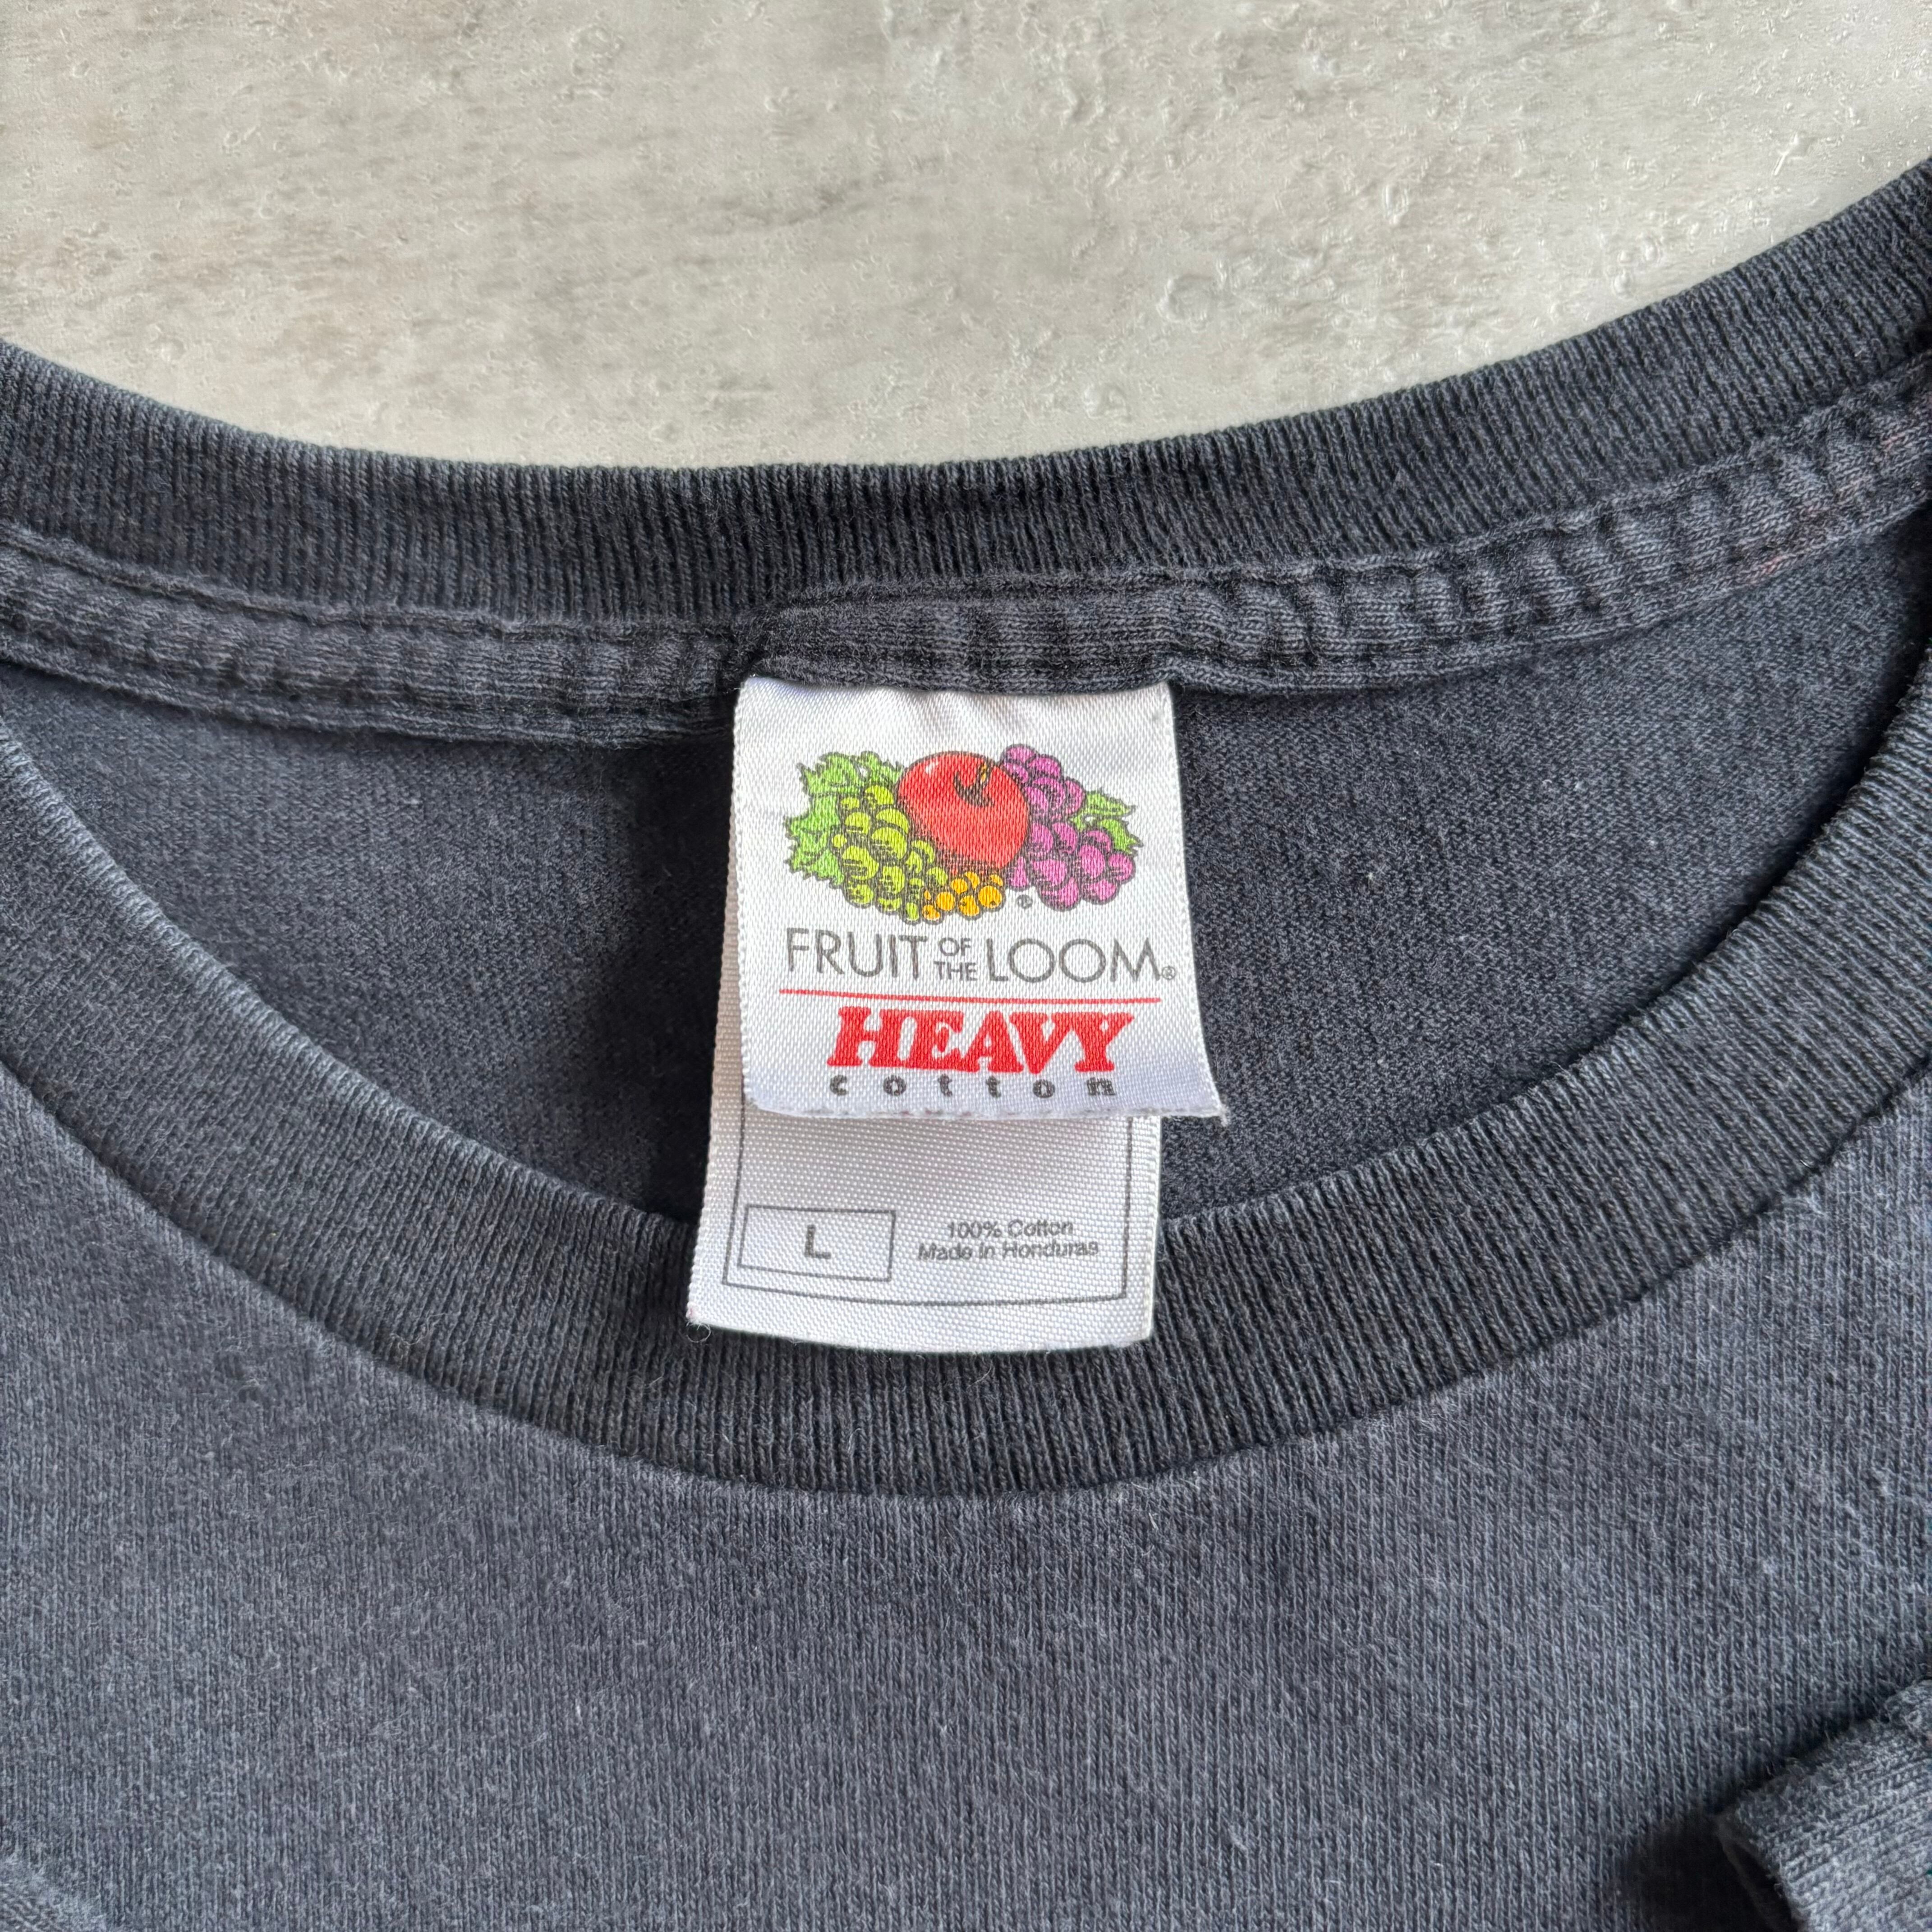 FRUIT OF THE LOOM®
HEAVY
cotton
L
100% Cotton
Made in Honduras